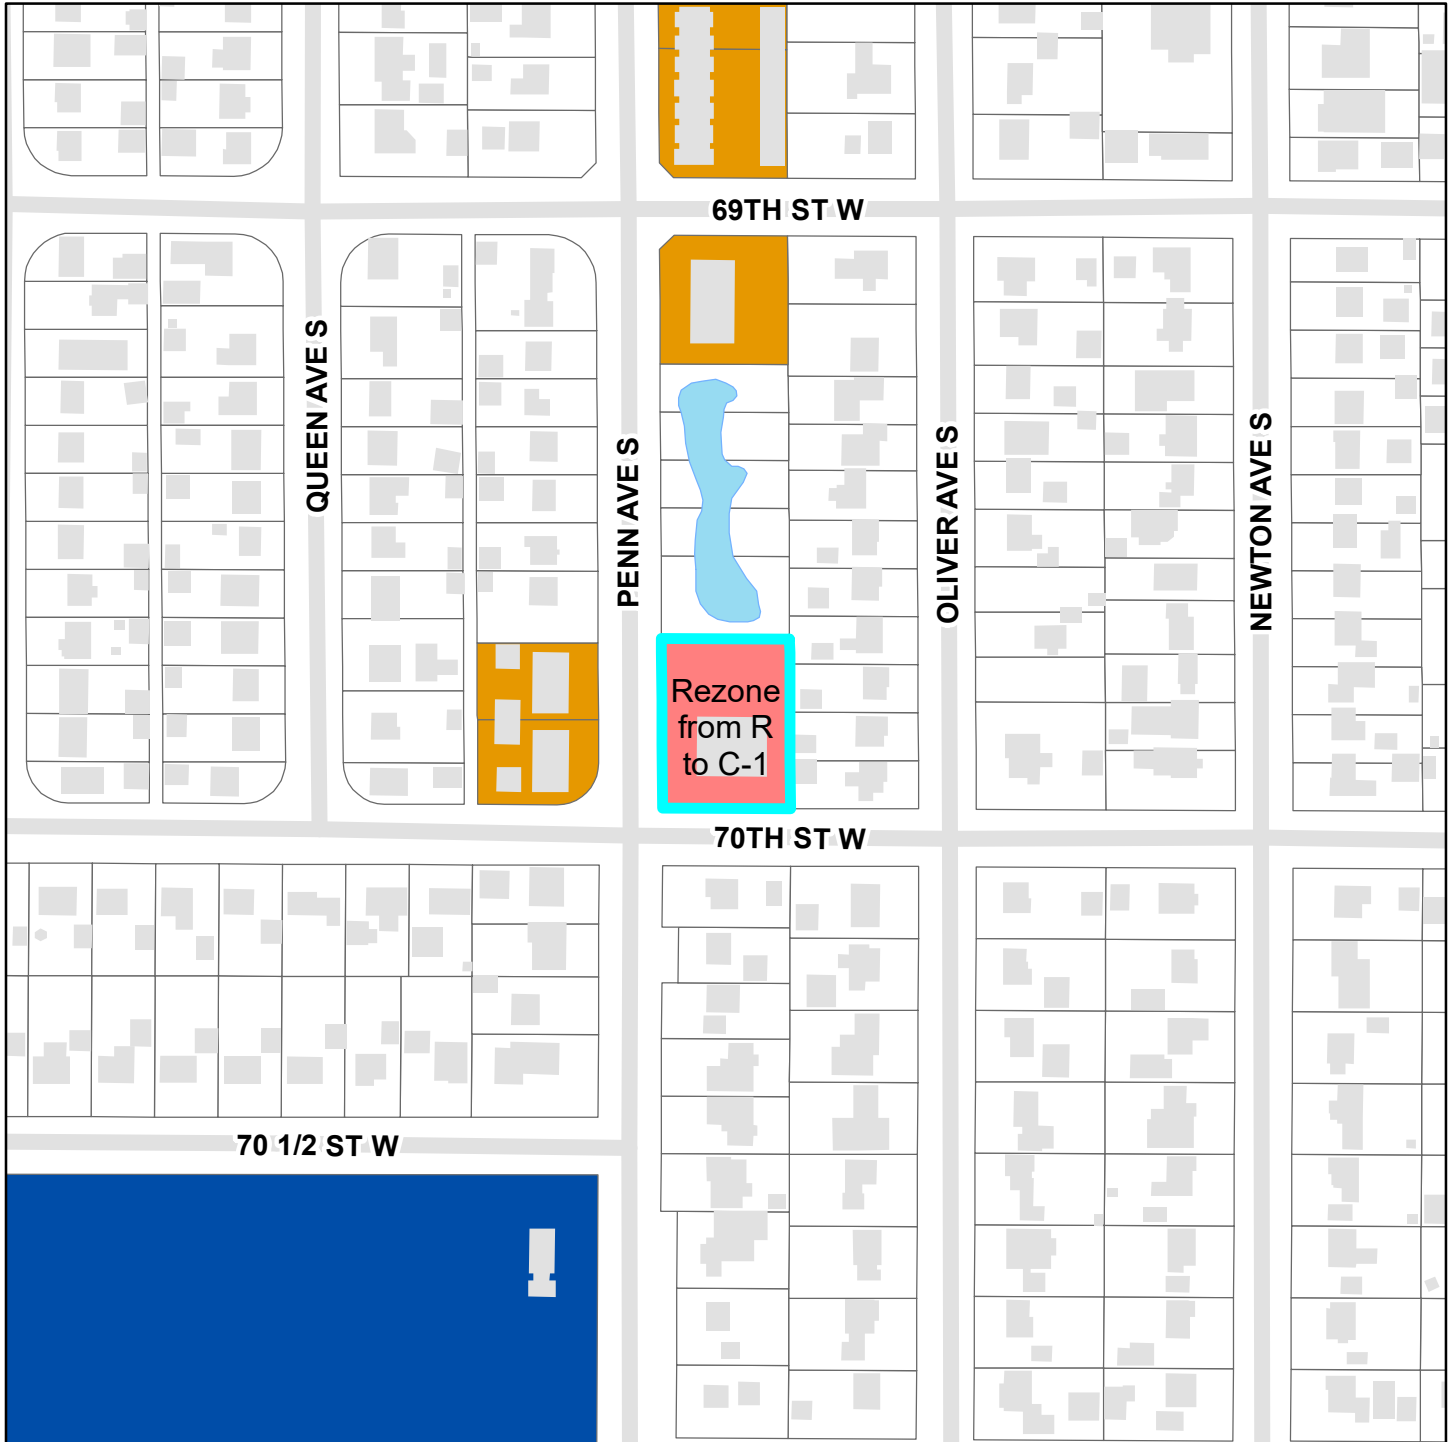 69TH ST W
QUEEN AVE S
PENN AVE S
OLIVER AVE S
NEWTON AVE S
Rezone
from R
to C-1
70TH ST W
70 1/2 ST W